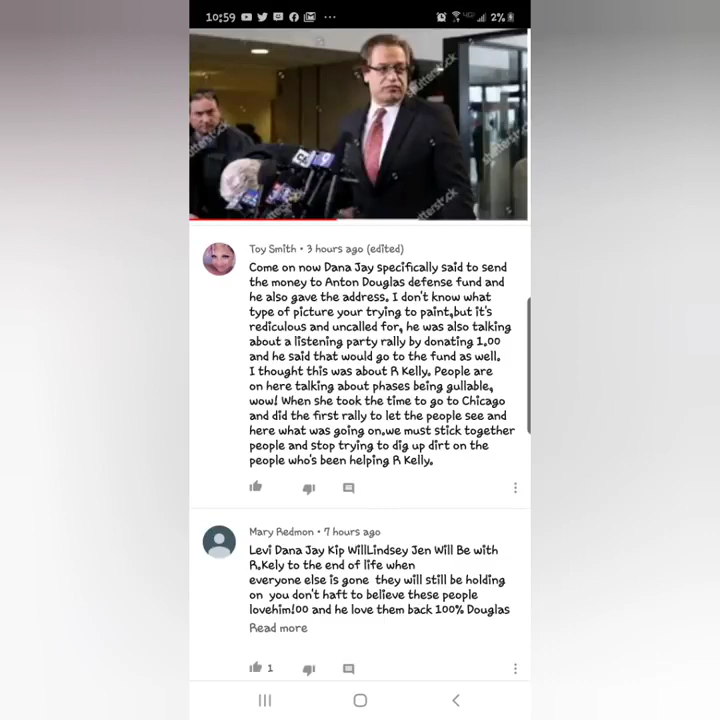 10:59
4G
2%
shutterstock
shutterstock
shutterstock
shutterstock
Toy Smith • 3 hours ago (edited)
Come on now Dana Jay specifically said to send
the money to Anton Douglas defense fund and
he also gave the address. I don't know what
type of picture your trying to paint,but it's
rediculous and uncalled for, he was also talking
about a listening party rally by donating 1.00
and he said that would go to the fund as well.
I thought this was about R Kelly. People are
on here talking about phases being gullable,
wow! When she took the time to go to Chicago
and did the first rally to let the people see and
here what was going on.we must stick together
people and stop trying to dig up dirt on the
people who's been helping R Kelly.
Mary Redmon • 7 hours ago
Levi Dana Jay Kip WillLindsey Jen Will Be with
R.Kely to the end of life when
everyone else is gone they will still be holding
on you don't haft to believe these people
lovehim!00 and he love them back 100% Douglas
Read more
1